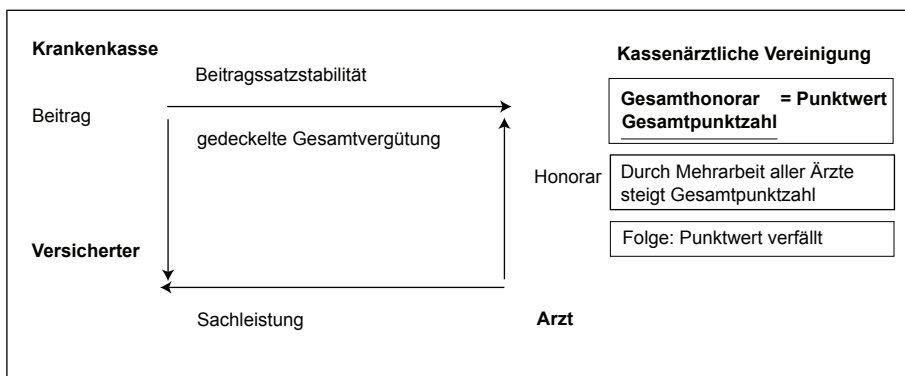 Krankenkasse
Kassenärztliche Vereinigung
Beitragssatzstabilität
Beitrag
gedeckelte Gesamtvergütung
Gesamthonorar = Punktwert
Gesamtpunktzahl
Honorar
Durch Mehrarbeit aller Ärzte
steigt Gesamtpunktzahl
Folge: Punktwert verfällt
Versicherter
Sachleistung
Arzt